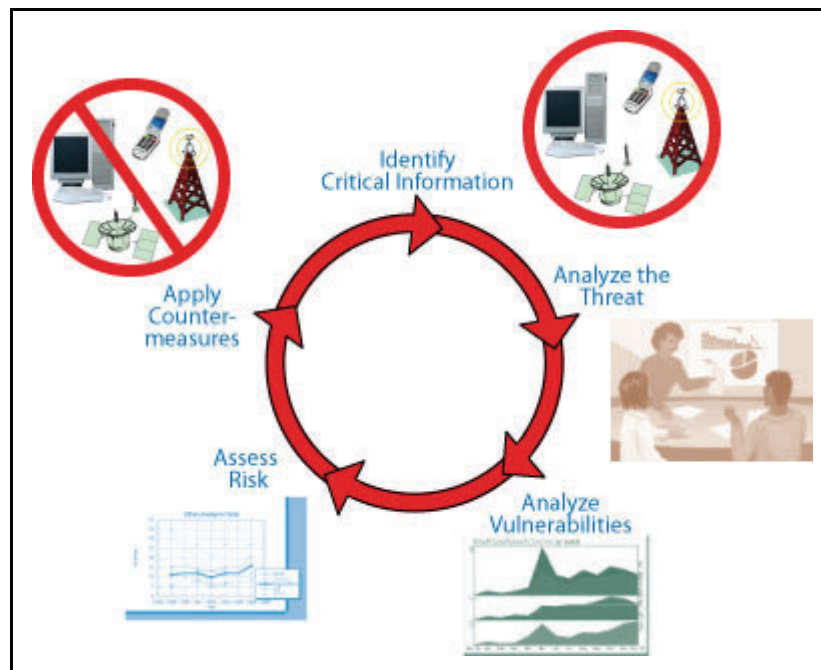 Identify
Critical Information
Analyze the
Threat
Analyze
Vulnerabilities
Assess
Risk
Apply
Counter-
measures